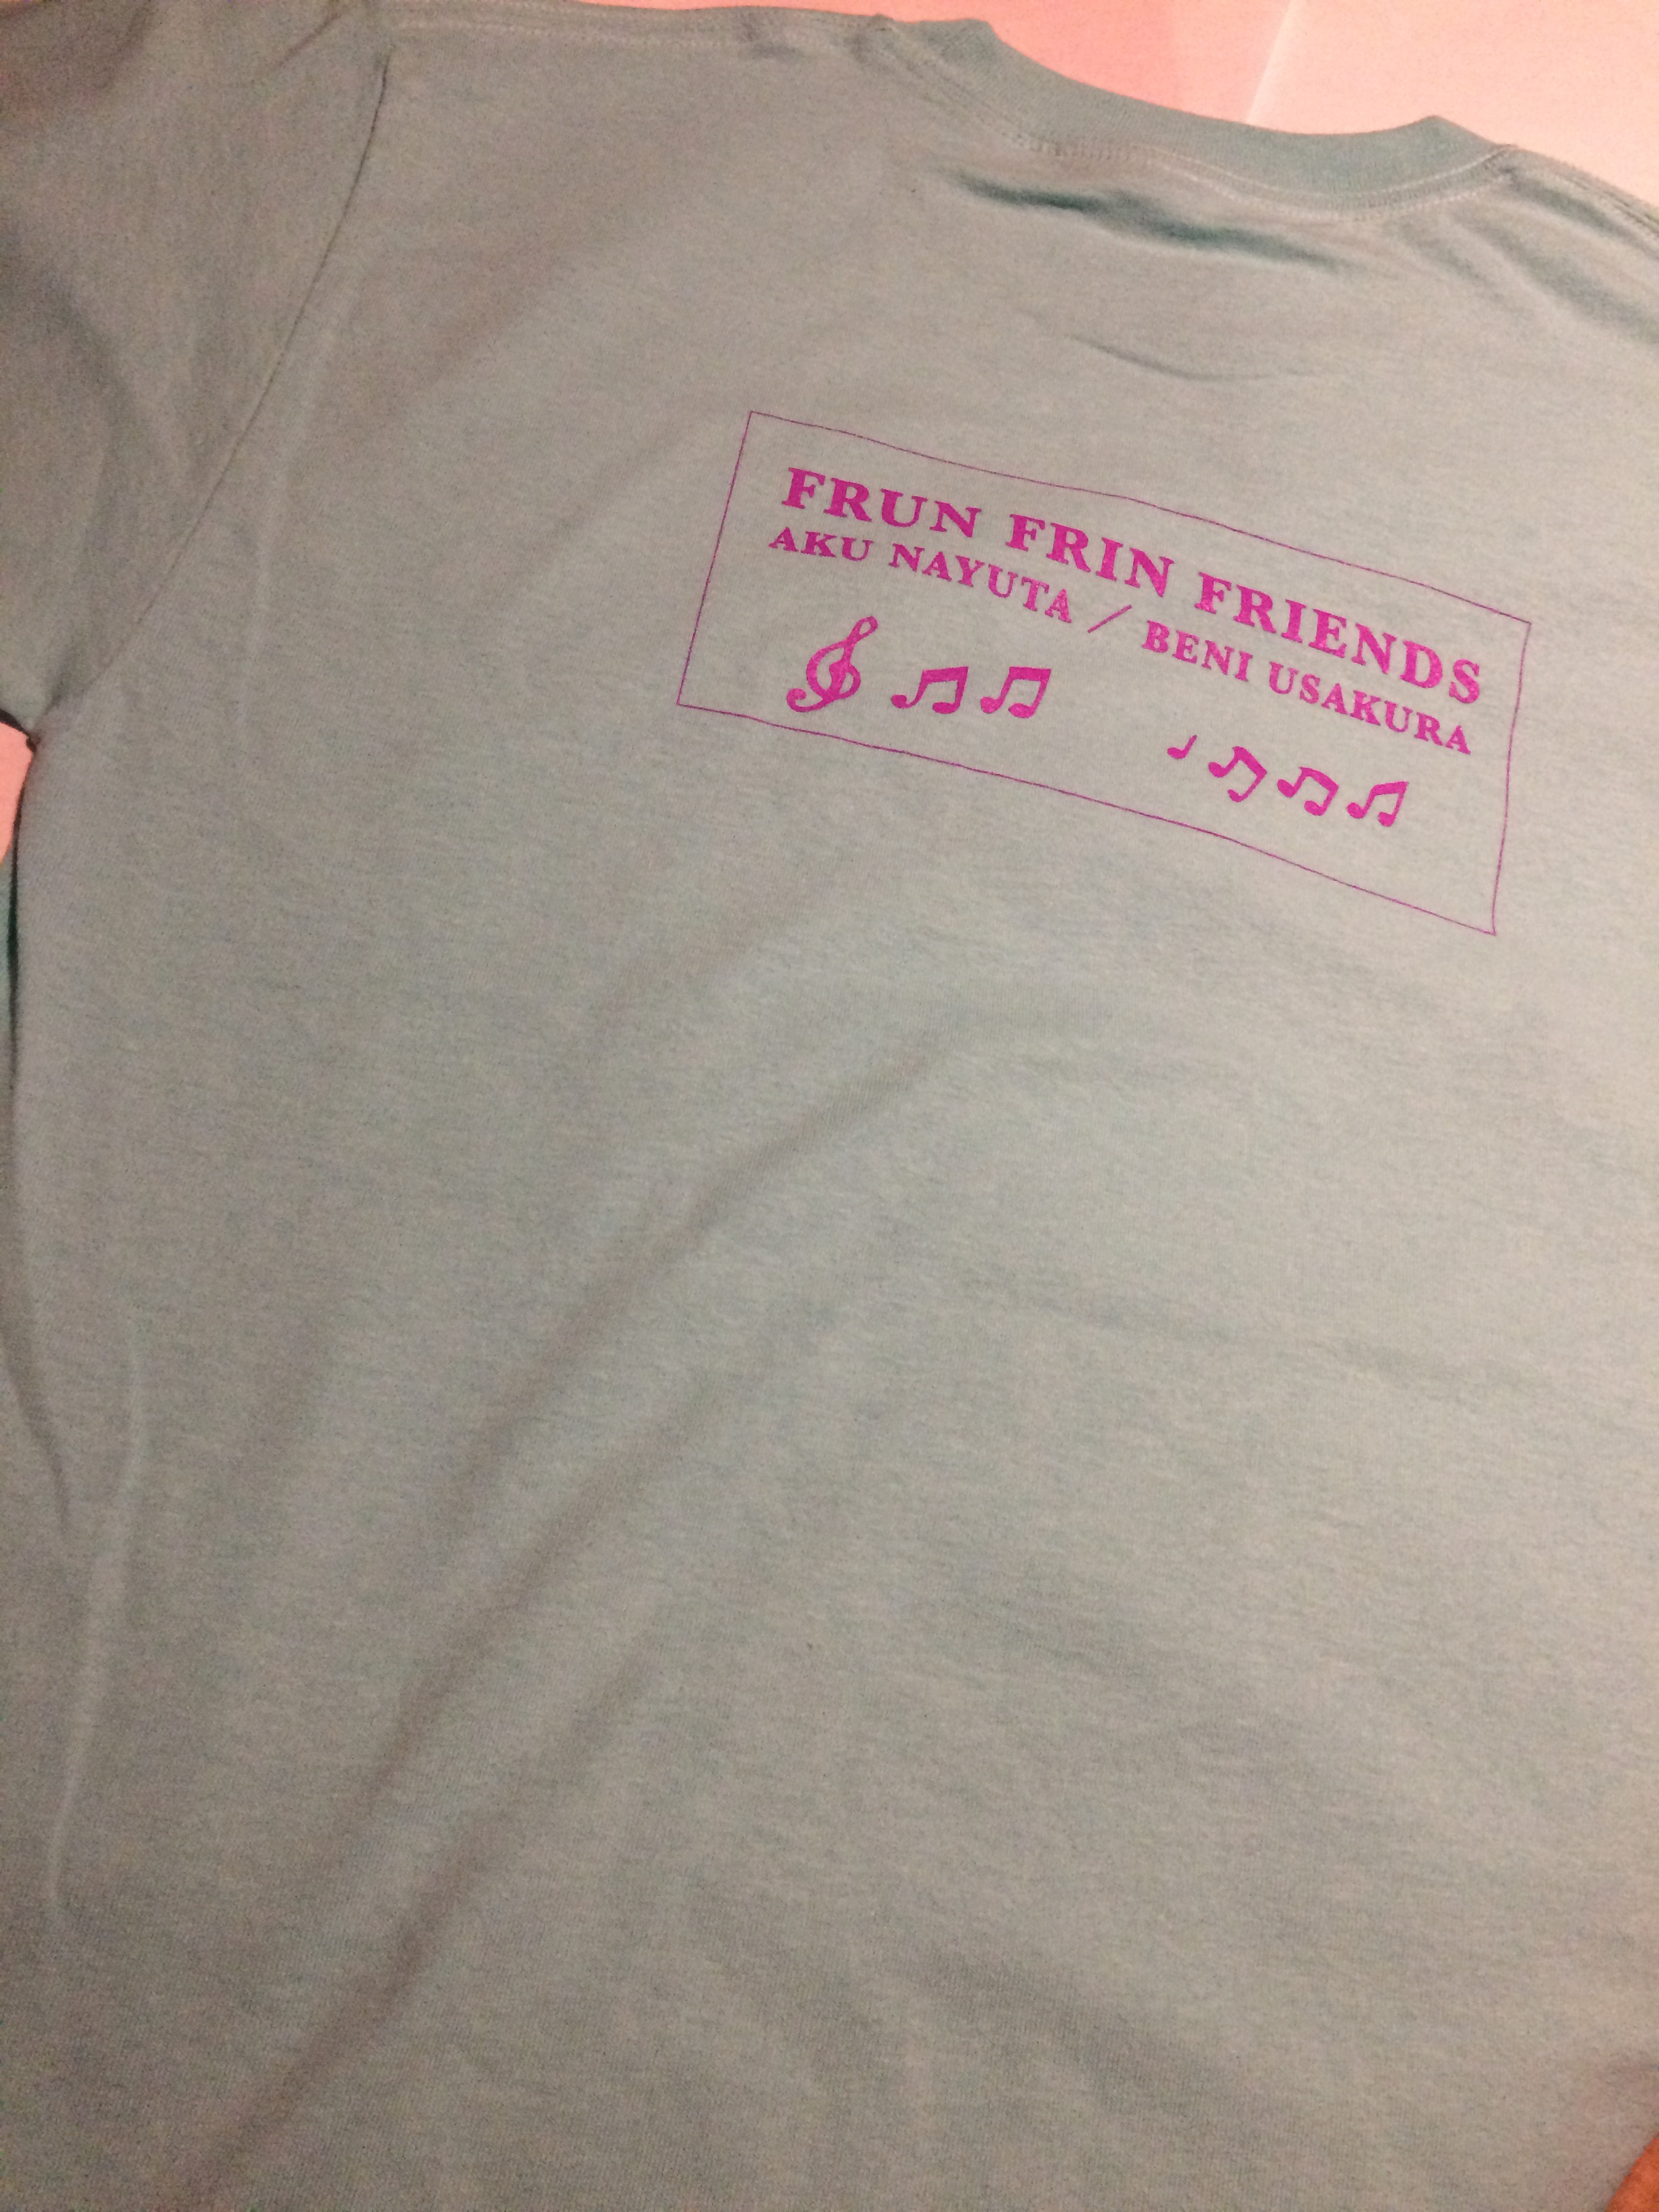 FRUN FRIN FRIENDS
AKU NAYUTA / BENI USAKURA